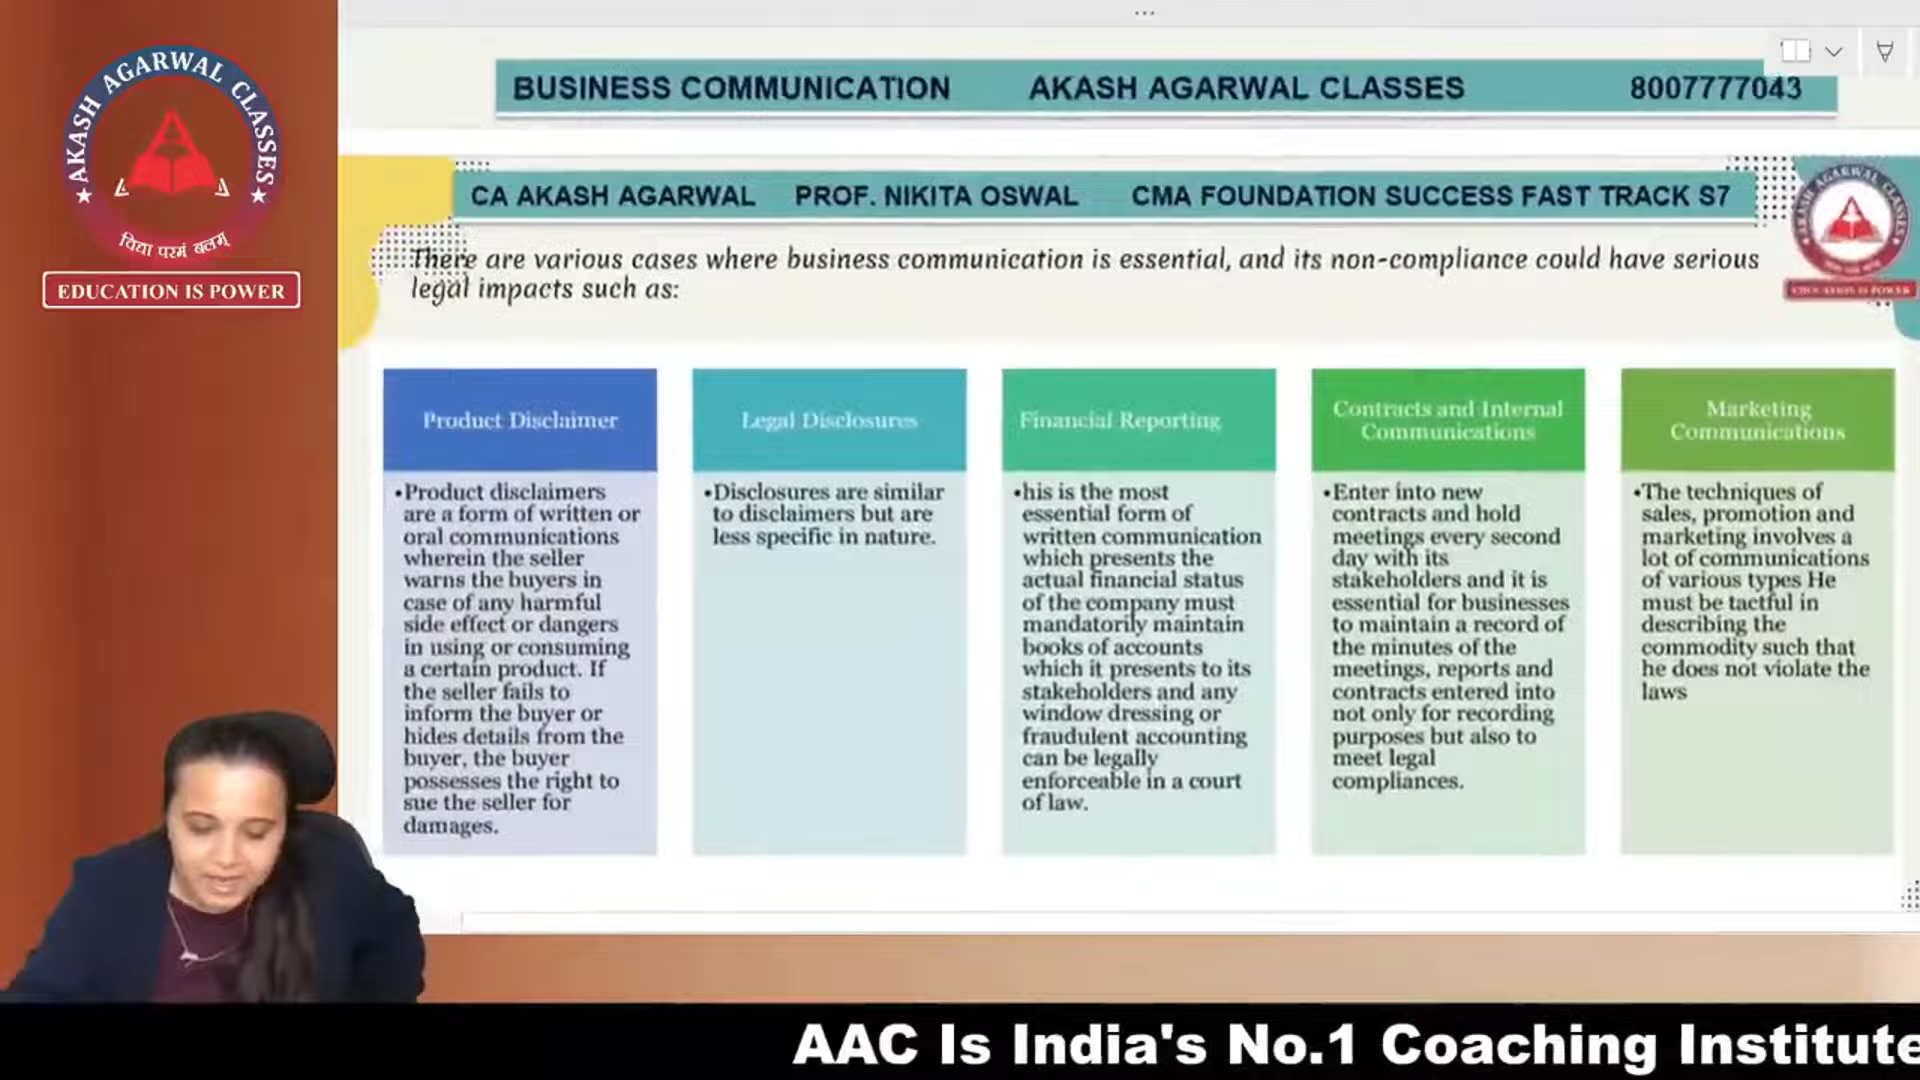 AKASH AGARWAL CLASSES
विद्या परमं बलम्
EDUCATION IS POWER
BUSINESS COMMUNICATION AKASH AGARWAL CLASSES 8007777043
CA AKASH AGARWAL PROF. NIKITA OSWAL CMA FOUNDATION SUCCESS FAST TRACK S7
There are various cases where business communication is essential, and its non-compliance could have serious
legal impacts such as:
AKASH AGARWAL CLASSES
EDUCATION IS POWER
Product Disclaimer
•Product disclaimers
are a form of written or
oral communications
wherein the seller
warns the buyers in
case of any harmful
side effect or dangers
in using or consuming
a certain product. If
the seller fails to
inform the buyer or
hides details from the
buyer, the buyer
possesses the right to
sue the seller for
damages.
Legal Disclosures
•Disclosures are similar
to disclaimers but are
less specific in nature.
Financial Reporting
•his is the most
essential form of
written communication
which presents the
actual financial status
of the company must
mandatorily maintain
books of accounts
which it presents to its
stakeholders and any
window dressing or
fraudulent accounting
can be legally
enforceable in a court
of law.
Contracts and Internal
Communications
•Enter into new
contracts and hold
meetings every second
day with its
stakeholders and it is
essential for businesses
to maintain a record of
the minutes of the
meetings, reports and
contracts entered into
not only for recording
purposes but also to
meet legal
compliances.
Marketing
Communications
•The techniques of
sales, promotion and
marketing involves a
lot of communications
of various types He
must be tactful in
describing the
commodity such that
he does not violate the
laws
AAC Is India's No.1 Coaching Institute